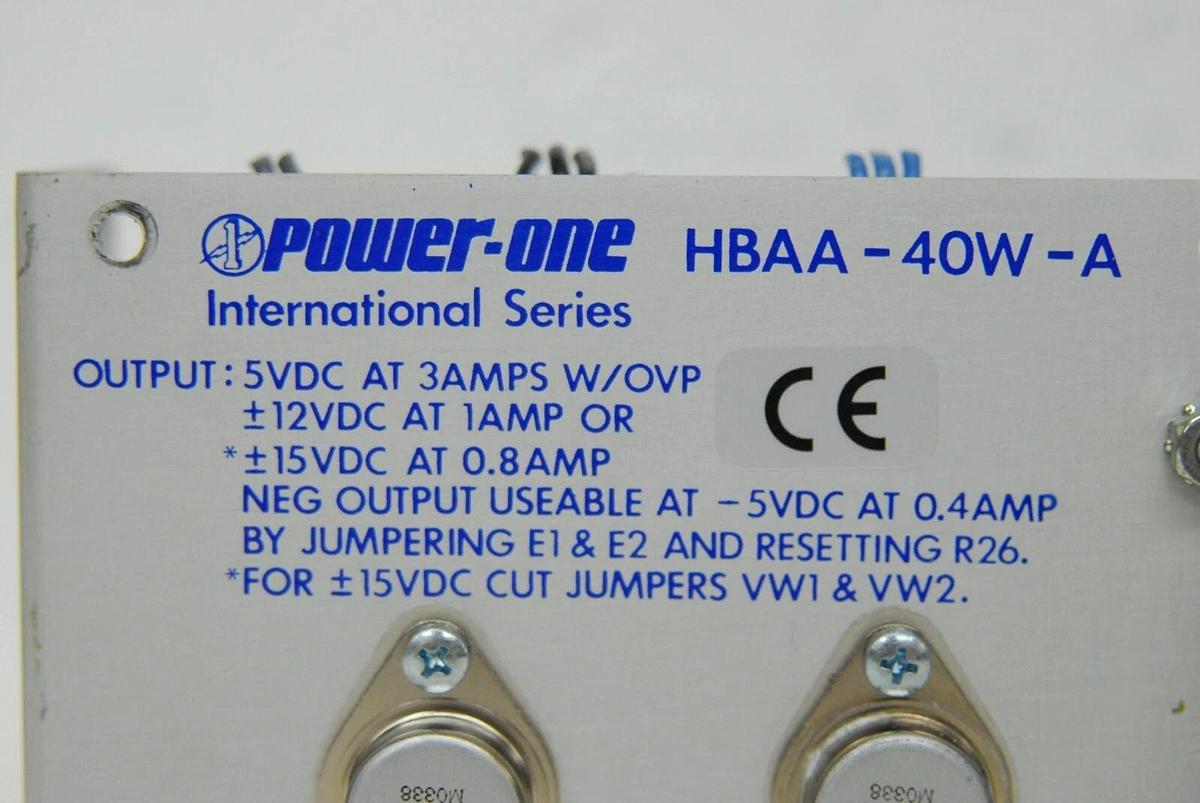 1 POWER-ONE HBAA-40W-A
International Series
OUTPUT: 5VDC AT 3AMPS W/OVP
±12VDC AT 1AMP OR
*±15VDC AT 0.8AMP
NEG OUTPUT USEABLE AT -5VDC AT 0.4AMP
BY JUMPERING E1 & E2 AND RESETTING R26.
*FOR ±15VDC CUT JUMPERS VW1 & VW2.
CE
M0338
M0338